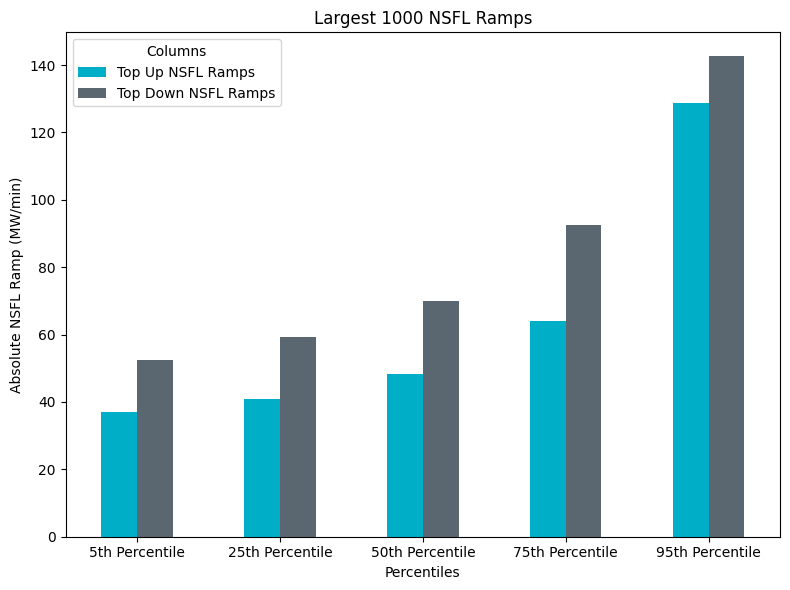 Largest 1000 NSFL Ramps
Columns
Top Up NSFL Ramps
Top Down NSFL Ramps
Absolute NSFL Ramp (MW/min)
140
120
100
80
60
40
20
0
5th Percentile 25th Percentile 50th Percentile 75th Percentile 95th Percentile
Percentiles